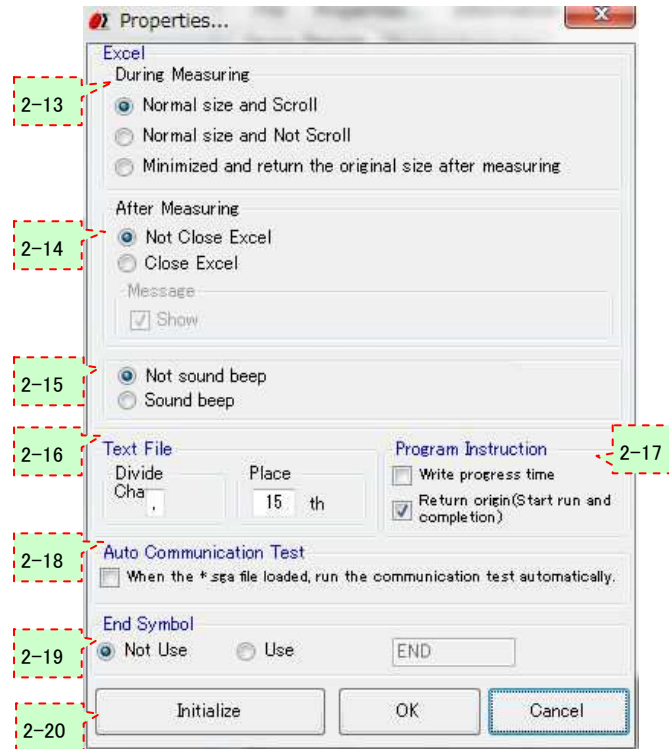 Properties...
Excel
During Measuring
2-13
Normal size and Scroll
Normal size and Not Scroll
Minimized and return the original size after measuring
After Measuring
2-14
Not Close Excel
Close Excel
Message
Show
2-15
Not sound beep
Sound beep
2-16
Text File
Divide
Cha
,
Place
15 th
Program Instruction
2-17
Write progress time
Return origin(Start run and
completion)
2-18
Auto Communication Test
When the *.sga file loaded, run the communication test automatically.
End Symbol
2-19
Not Use
Use
END
2-20
Initialize
OK
Cancel